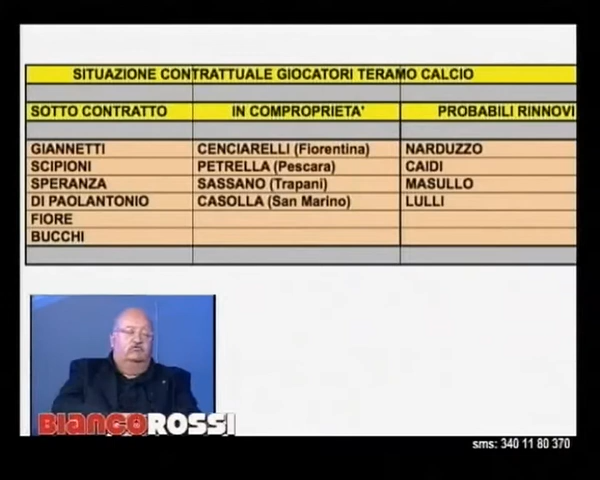 SITUAZIONE CONTRATTUALE GIOCATORI TERAMO CALCIO
SOTTO CONTRATTO IN COMPROPRIETA' PROBABILI RINNOVI
GIANNETTI CENCIARELLI (Fiorentina) NARDUZZO
SCIPIONI PETRELLA (Pescara) CAIDI
SPERANZA SASSANO (Trapani) MASULLO
DI PAOLANTONIO CASOLLA (San Marino) LULLI
FIORE
BUCCHI
BIANCOROSSI
sms: 340 11 80 370